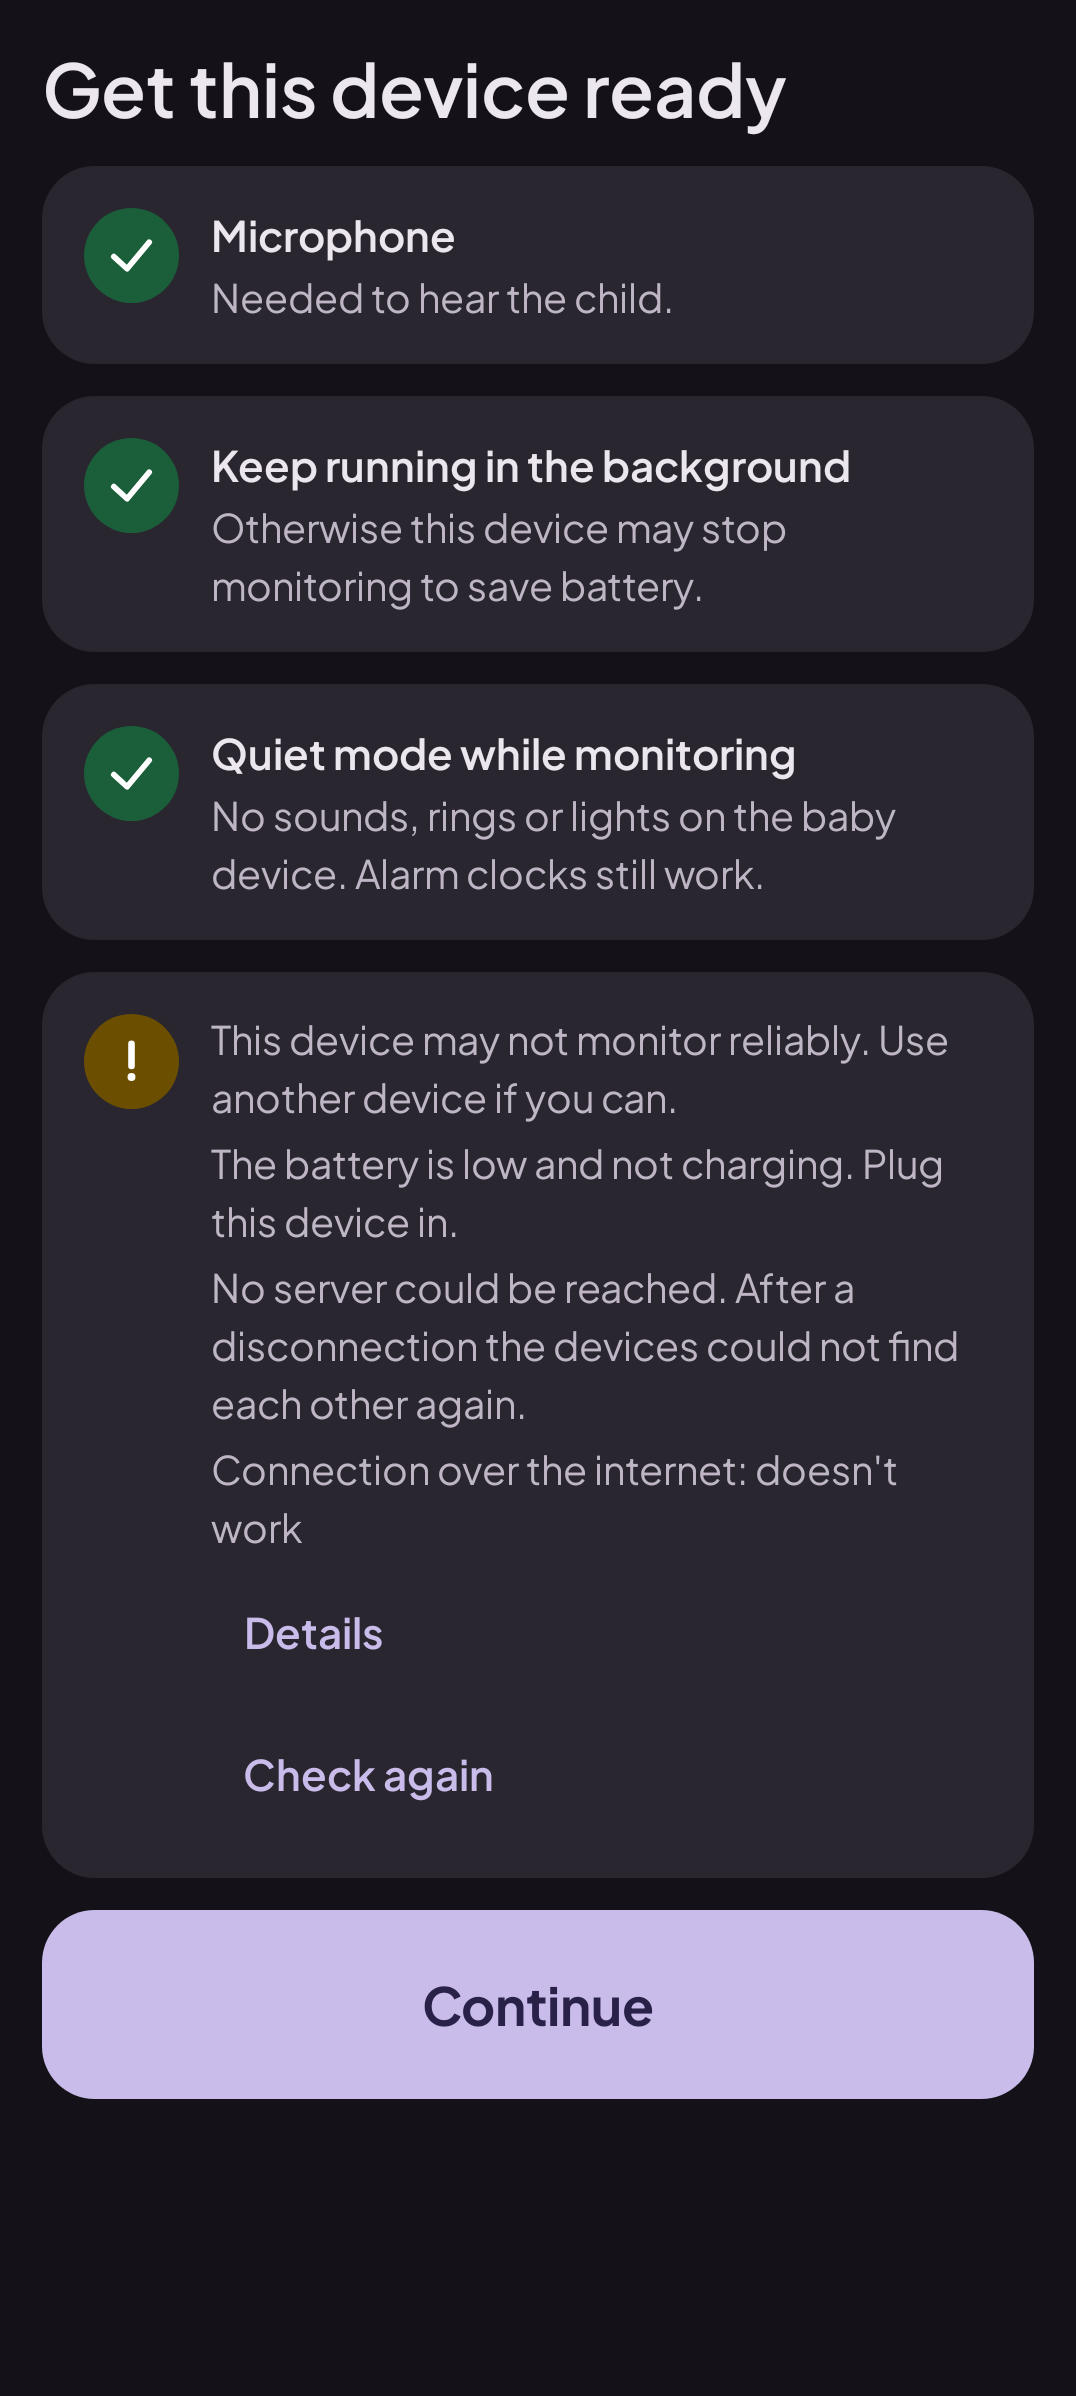 Get this device ready
Microphone
Needed to hear the child.
Keep running in the background
Otherwise this device may stop
monitoring to save battery.
Quiet mode while monitoring
No sounds, rings or lights on the baby
device. Alarm clocks still work.
!
This device may not monitor reliably. Use
another device if you can.
The battery is low and not charging. Plug
this device in.
No server could be reached. After a
disconnection the devices could not find
each other again.
Connection over the internet: doesn't
work
Details
Check again
Continue